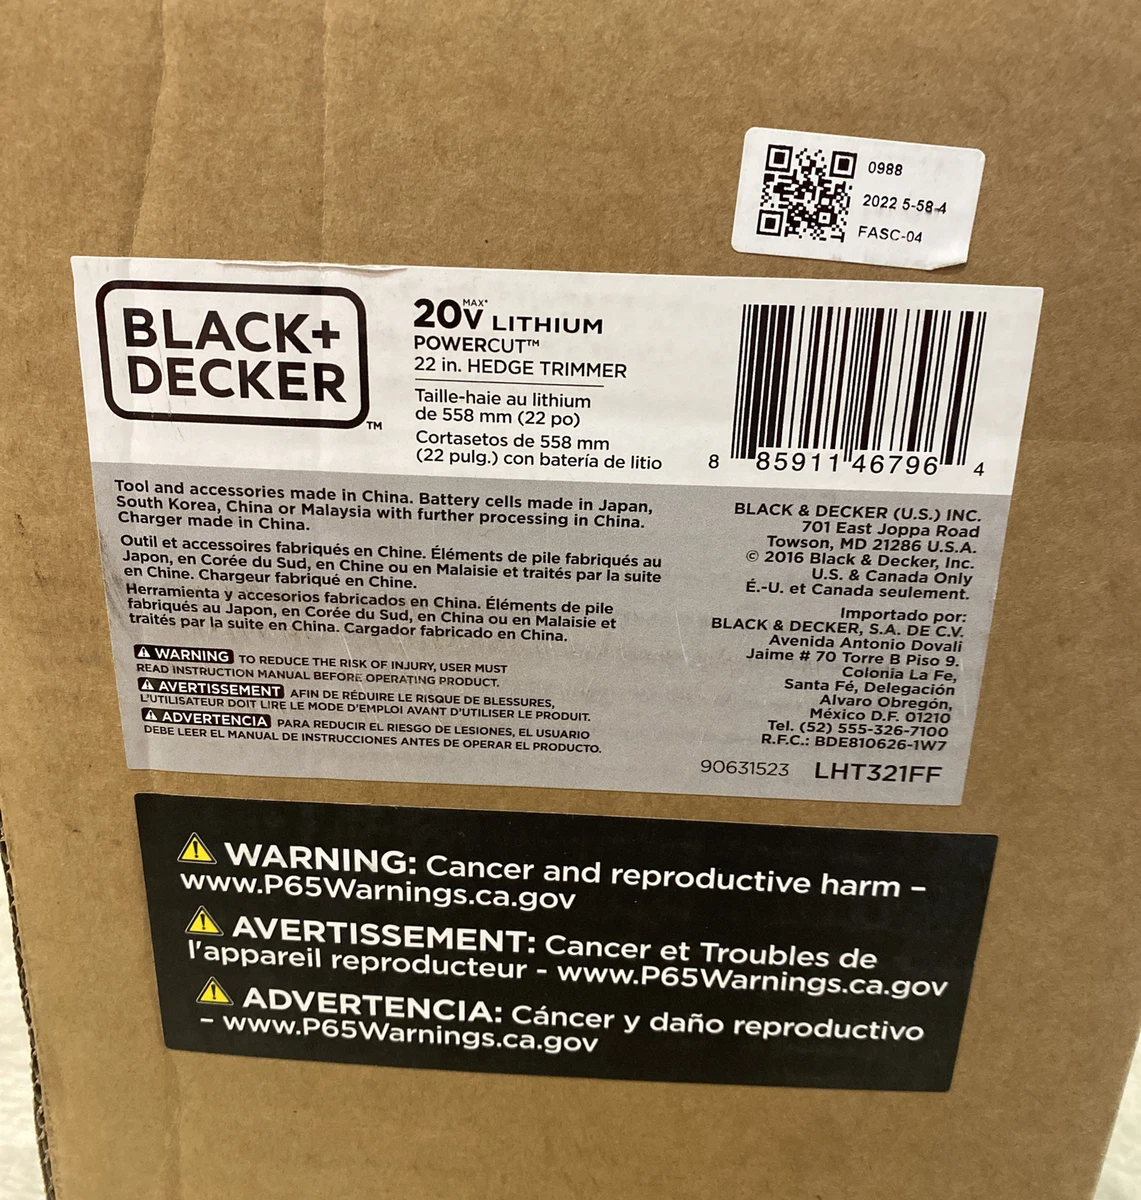 0988
2022 5-58-4
FASC-04
BLACK+
DECKER
TM
20V MAX*
LITHIUM
POWERCUT™
22 in. HEDGE TRIMMER
Taille-haie au lithium
de 558 mm (22 po)
Cortasetos de 558 mm
(22 pulg.) con batería de litio
8 85911 46796 4
Tool and accessories made in China. Battery cells made in Japan,
South Korea, China or Malaysia with further processing in China.
Charger made in China.
Outil et accessoires fabriqués en Chine. Éléments de pile fabriqués au
Japon, en Corée du Sud, en Chine ou en Malaisie et traités par la suite
en Chine. Chargeur fabriqué en Chine.
Herramienta y accesorios fabricados en China. Éléments de pile
fabriqués au Japon, en Corée du Sud, en China ou en Malaisie et
traités par la suite en China. Cargador fabricado en China.
WARNING TO REDUCE THE RISK OF INJURY, USER MUST
READ INSTRUCTION MANUAL BEFORE OPERATING PRODUCT.
AVERTISSEMENT AFIN DE RÉDUIRE LE RISQUE DE BLESSURES,
L'UTILISATEUR DOIT LIRE LE MODE D'EMPLOI AVANT D'UTILISER LE PRODUIT.
ADVERTENCIA PARA REDUCIR EL RIESGO DE LESIONES, EL USUARIO
DEBE LEER EL MANUAL DE INSTRUCCIONES ANTES DE OPERAR EL PRODUCTO.
BLACK & DECKER (U.S.) INC.
701 East Joppa Road
Towson, MD 21286 U.S.A.
© 2016 Black & Decker, Inc.
U.S. & Canada Only
É.-U. et Canada seulement.
Importado por:
BLACK & DECKER, S.A. DE C.V.
Avenida Antonio Dovali
Jaime # 70 Torre B Piso 9.
Colonia La Fe,
Santa Fé, Delegación
Alvaro Obregón,
México D.F. 01210
Tel. (52) 555-326-7100
R.F.C.: BDE810626-1W7
90631523 LHT321FF
WARNING: Cancer and reproductive harm –
www.P65Warnings.ca.gov
AVERTISSEMENT: Cancer et Troubles de
l'appareil reproducteur - www.P65Warnings.ca.gov
ADVERTENCIA: Cáncer y daño reproductivo
– www.P65Warnings.ca.gov